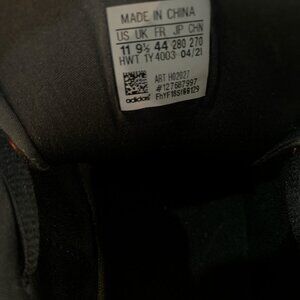 MADE IN CHINA
US UK FR JP CHN
11 9½ 44 280 270
HWT 1Y4003 04/21
ART H02027
#127687997
adidas